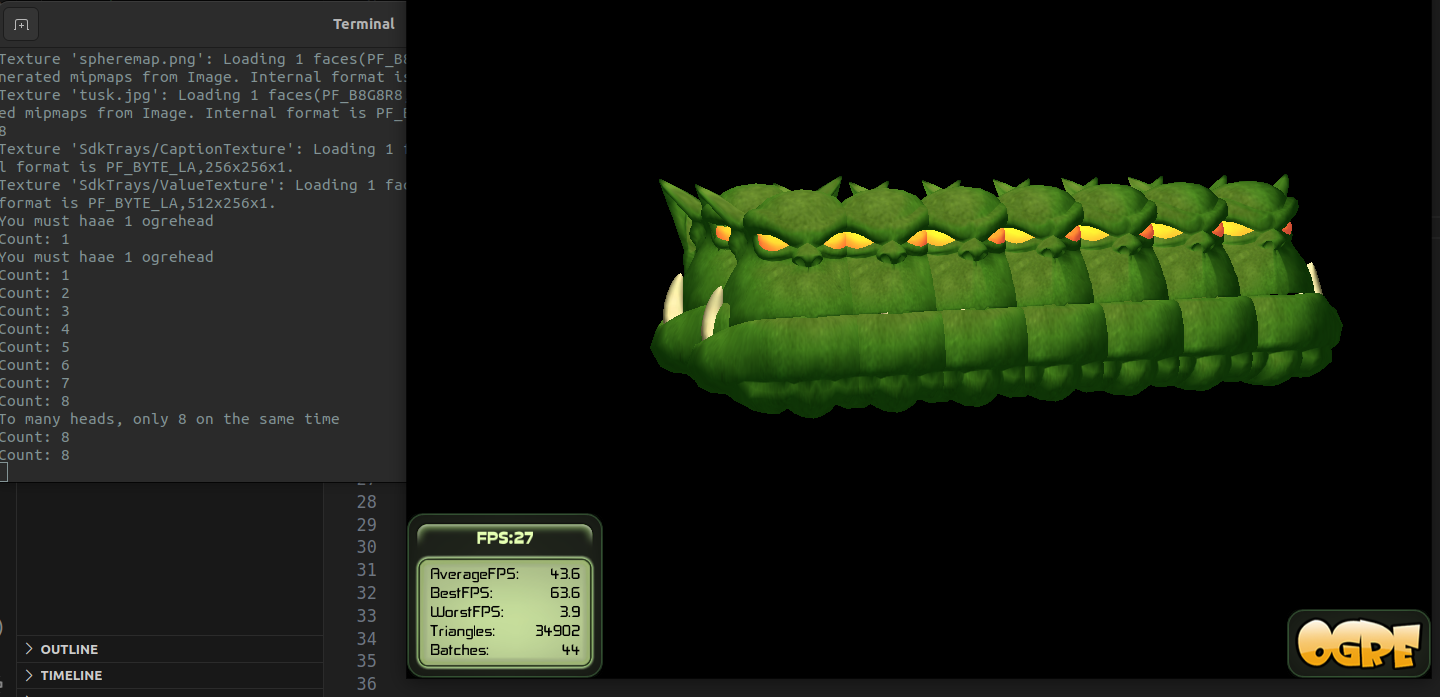 Terminal
Texture 'spheremap.png': Loading 1 faces(PF_B8
nerated mipmaps from Image. Internal format is
Texture 'tusk.jpg': Loading 1 faces(PF_B8G8R8
ed mipmaps from Image. Internal format is PF_B
8
Texture 'SdkTrays/CaptionTexture': Loading 1 f
l format is PF_BYTE_LA,256x256x1.
Texture 'SdkTrays/ValueTexture': Loading 1 fac
format is PF_BYTE_LA,512x256x1.
You must haae 1 ogrehead
Count: 1
You must haae 1 ogrehead
Count: 1
Count: 2
Count: 3
Count: 4
Count: 5
Count: 6
Count: 7
Count: 8
To many heads, only 8 on the same time
Count: 8
Count: 8
28
29
30
31
32
33
34
35
36
OUTLINE
TIMELINE
FPS:27
AverageFPS: 43.6
BestFPS: 63.6
WorstFPS: 3.9
Triangles: 34902
Batches: 44
OGRE